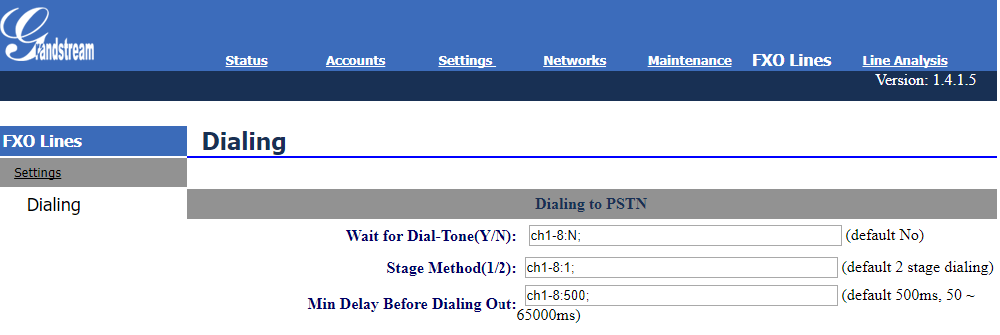 Grandstream
Status Accounts Settings Networks Maintenance FXO Lines Line Analysis
Version: 1.4.1.5
FXO Lines
Settings
Dialing
Dialing
Dialing to PSTN
Wait for Dial-Tone(Y/N): ch1-8:N; (default No)
Stage Method(1/2): ch1-8:1; (default 2 stage dialing)
Min Delay Before Dialing Out: ch1-8:500; (default 500ms, 50 ~
65000ms)